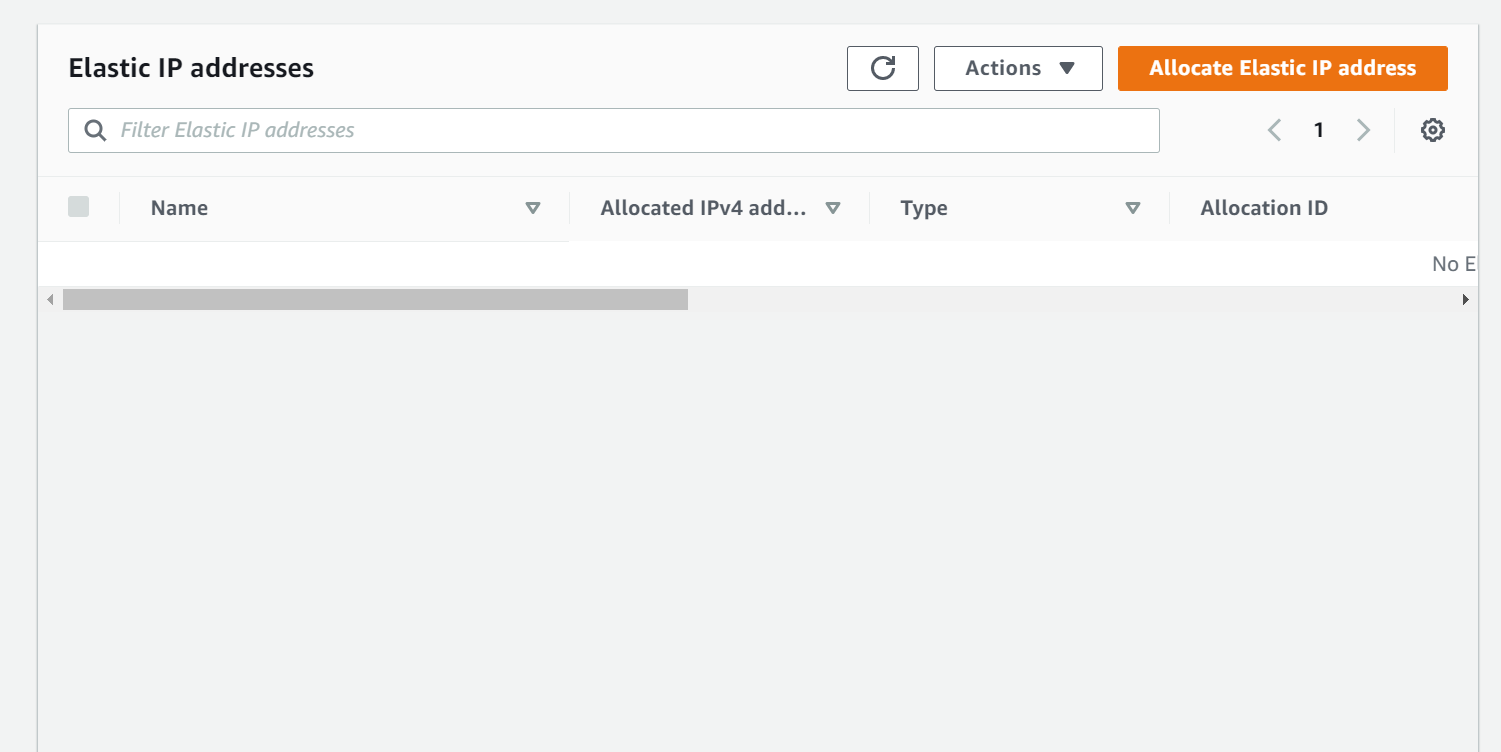 Elastic IP addresses
Actions
Allocate Elastic IP address
Filter Elastic IP addresses
1
Name
Allocated IPv4 add...
Type
Allocation ID
No E